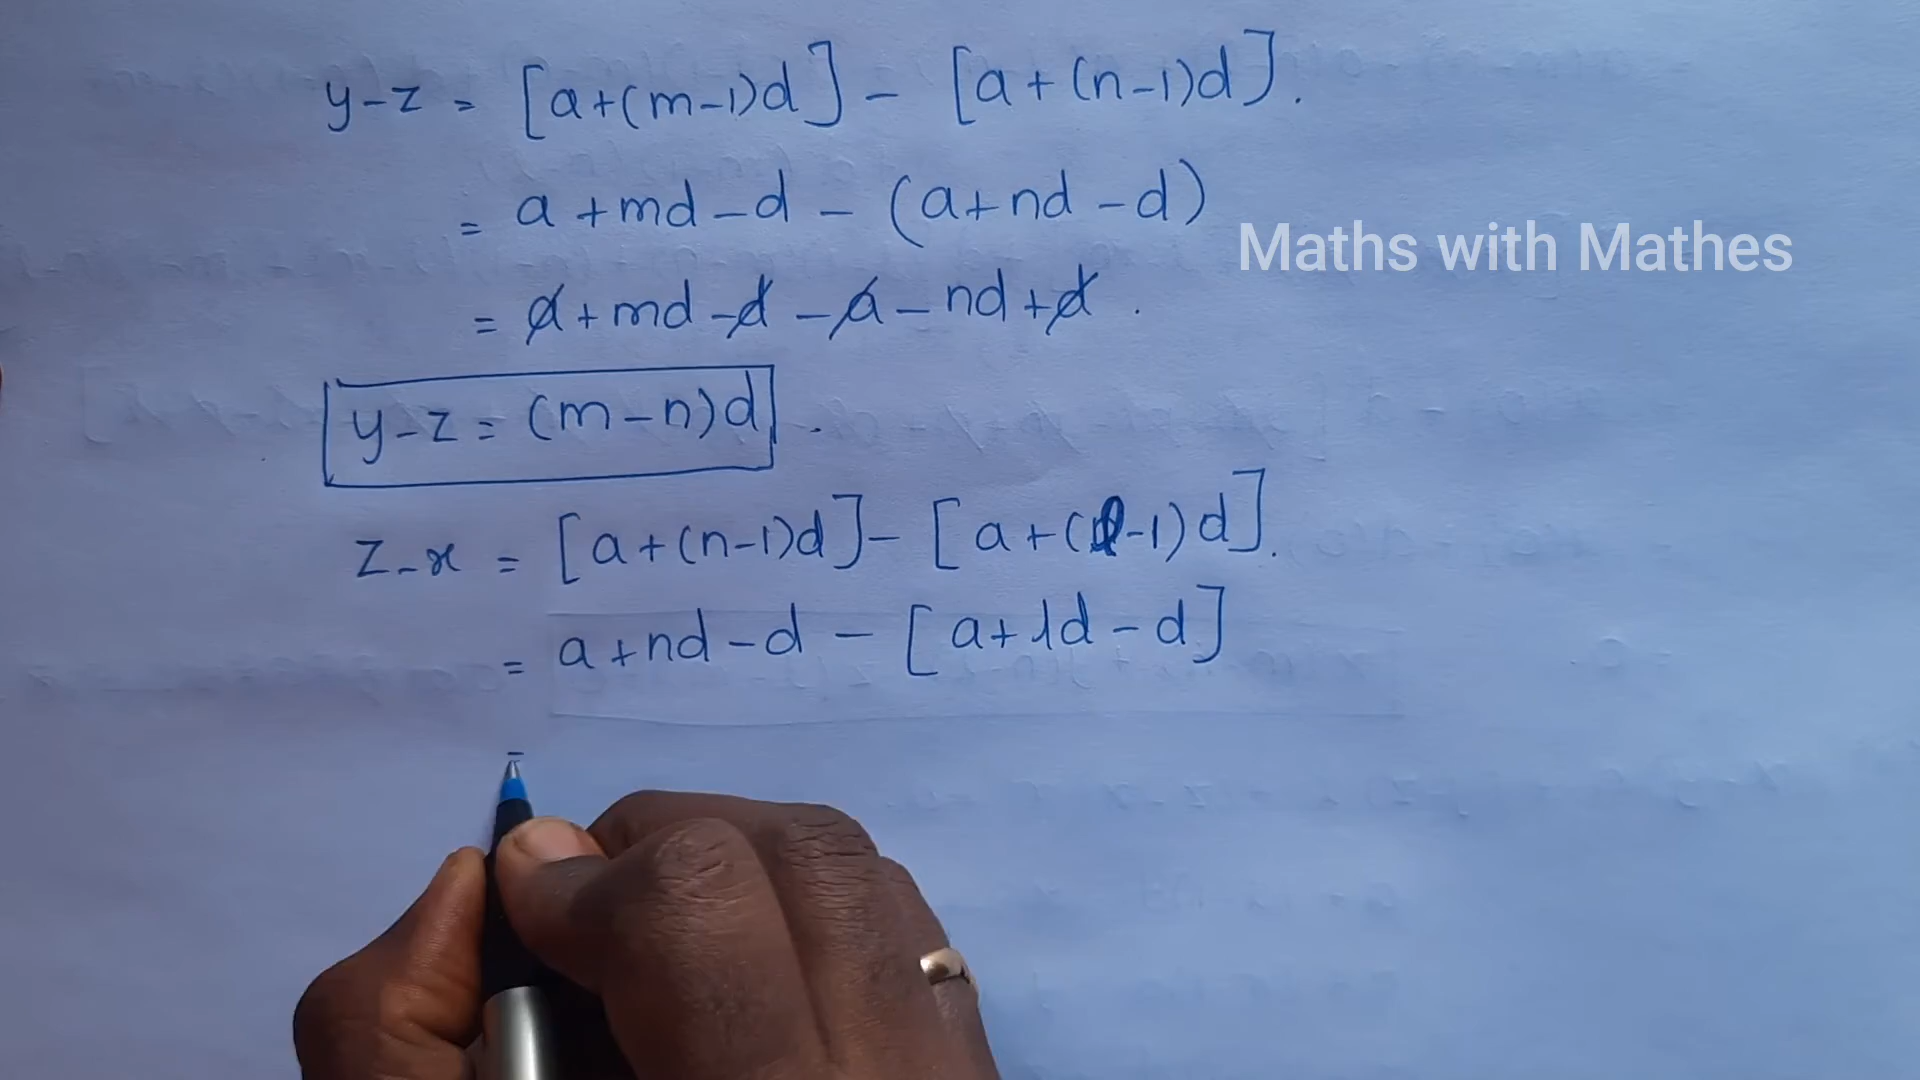 y-z = [a+(m-1)d] - [a+(n-1)d].
= a+md-d-(a+nd-d)
Maths with Mathes
= a+md-d-a-nd+d.
y-z = (m-n)d.
z-x = [a+(n-1)d]-[a+(l-1)d].
= a+nd-d-[a+ld-d]